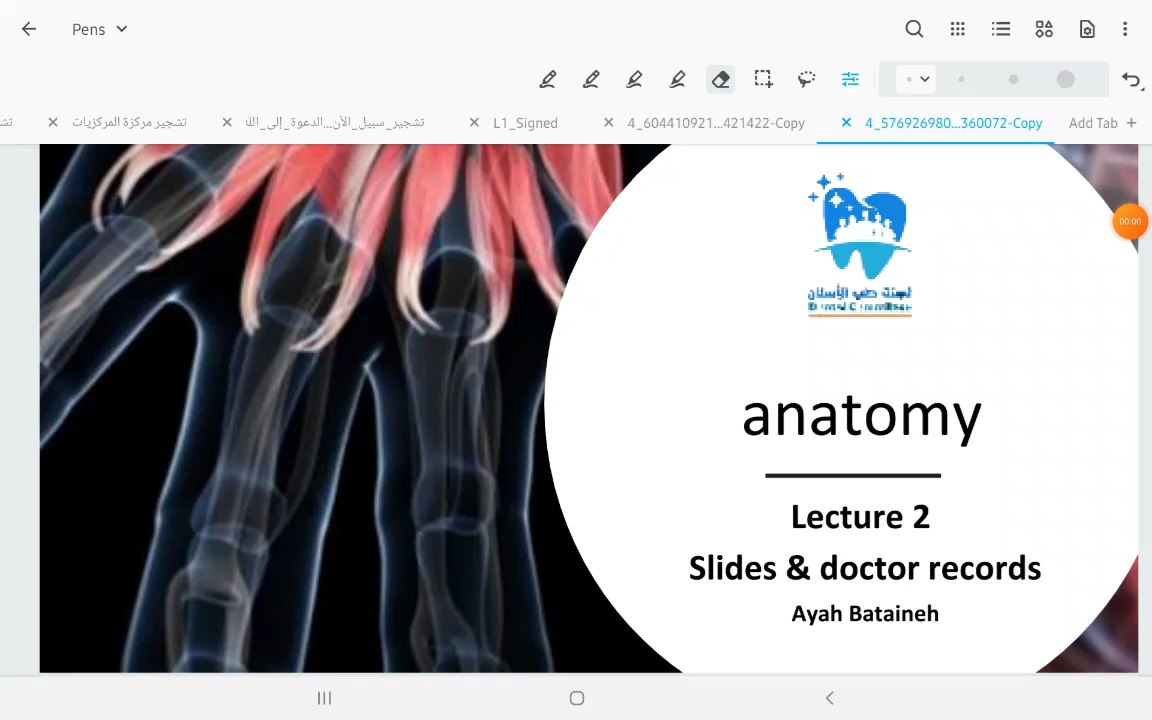 Pens
00:00
تشجير مركزة المركزيات
تشجير_سبيل_الأن...الدعوة_إلى_الله
L1_Signed
4_604410921...421422-Copy
4_576926980...360072-Copy
Add Tab
لجنة طب الأسنان
anatomy
Lecture 2
Slides & doctor records
Ayah Bataineh